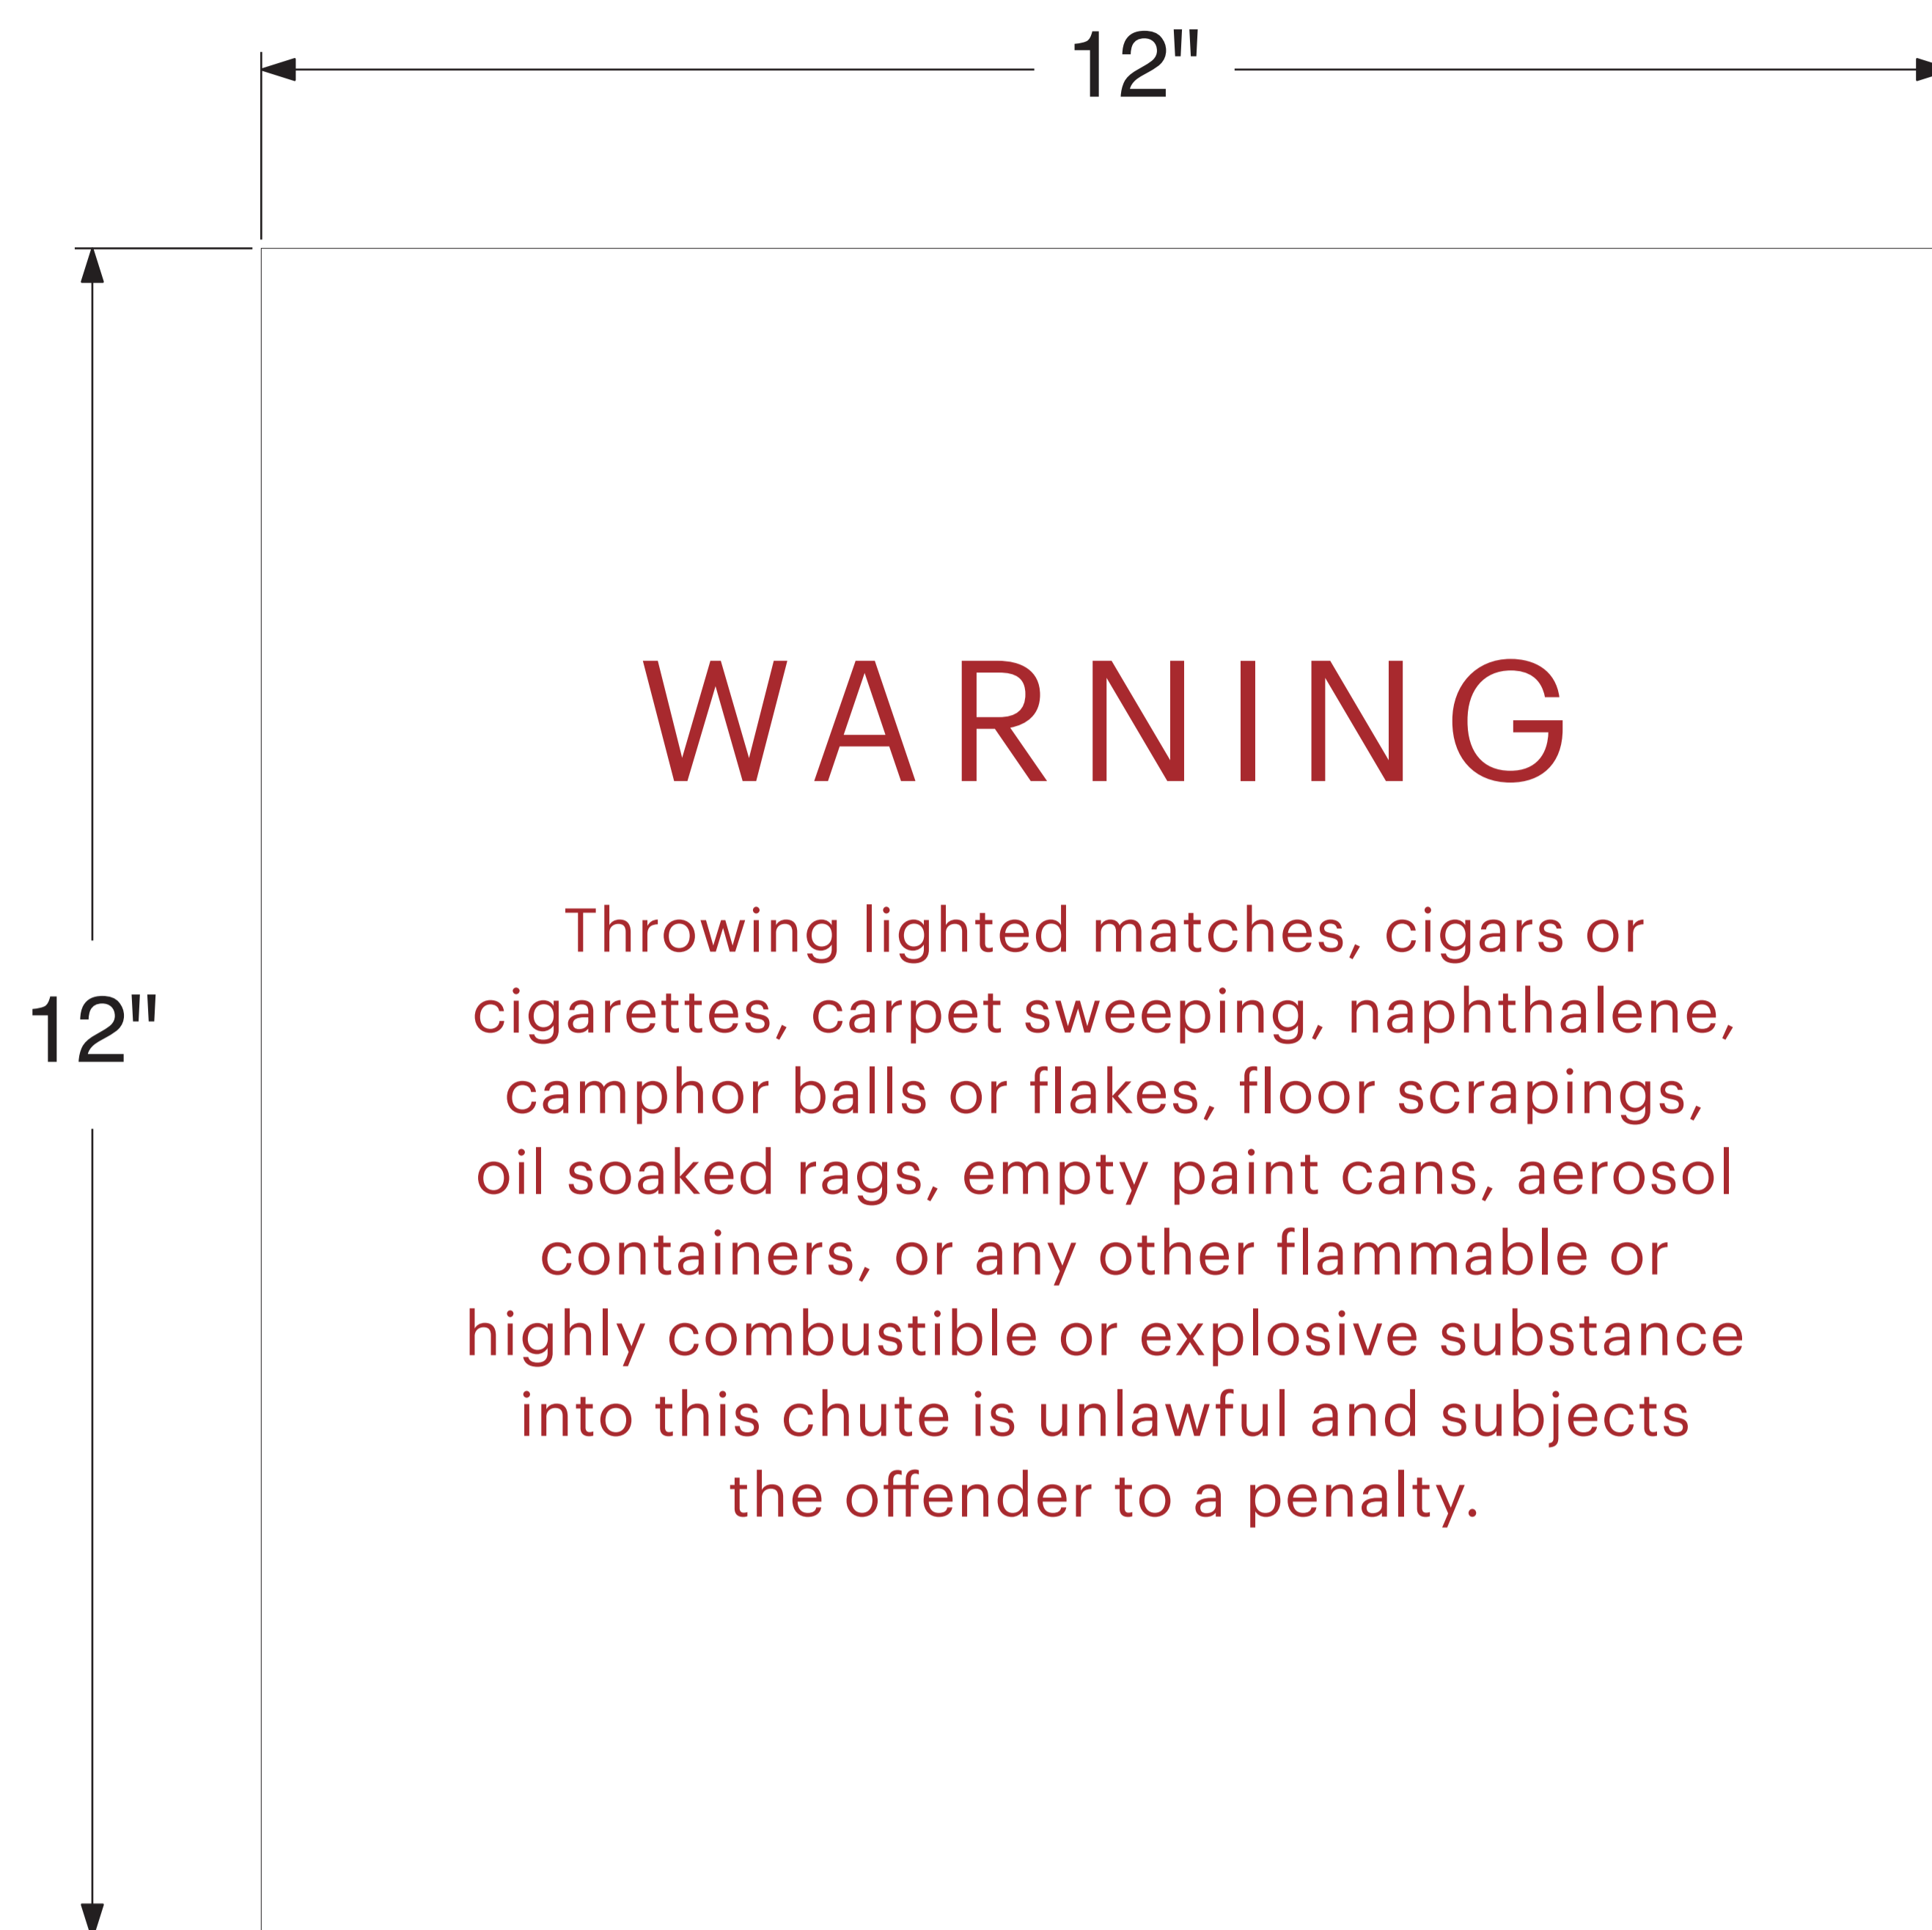 12"
12"
WARNING
Throwing lighted matches, cigars or
cigarettes, carpet sweeping, naphthalene,
camphor balls or flakes, floor scrapings,
oil soaked rags, empty paint cans, aerosol
containers, or any other flammable or
highly combustible or explosive substance
into this chute is unlawful and subjects
the offender to a penalty.